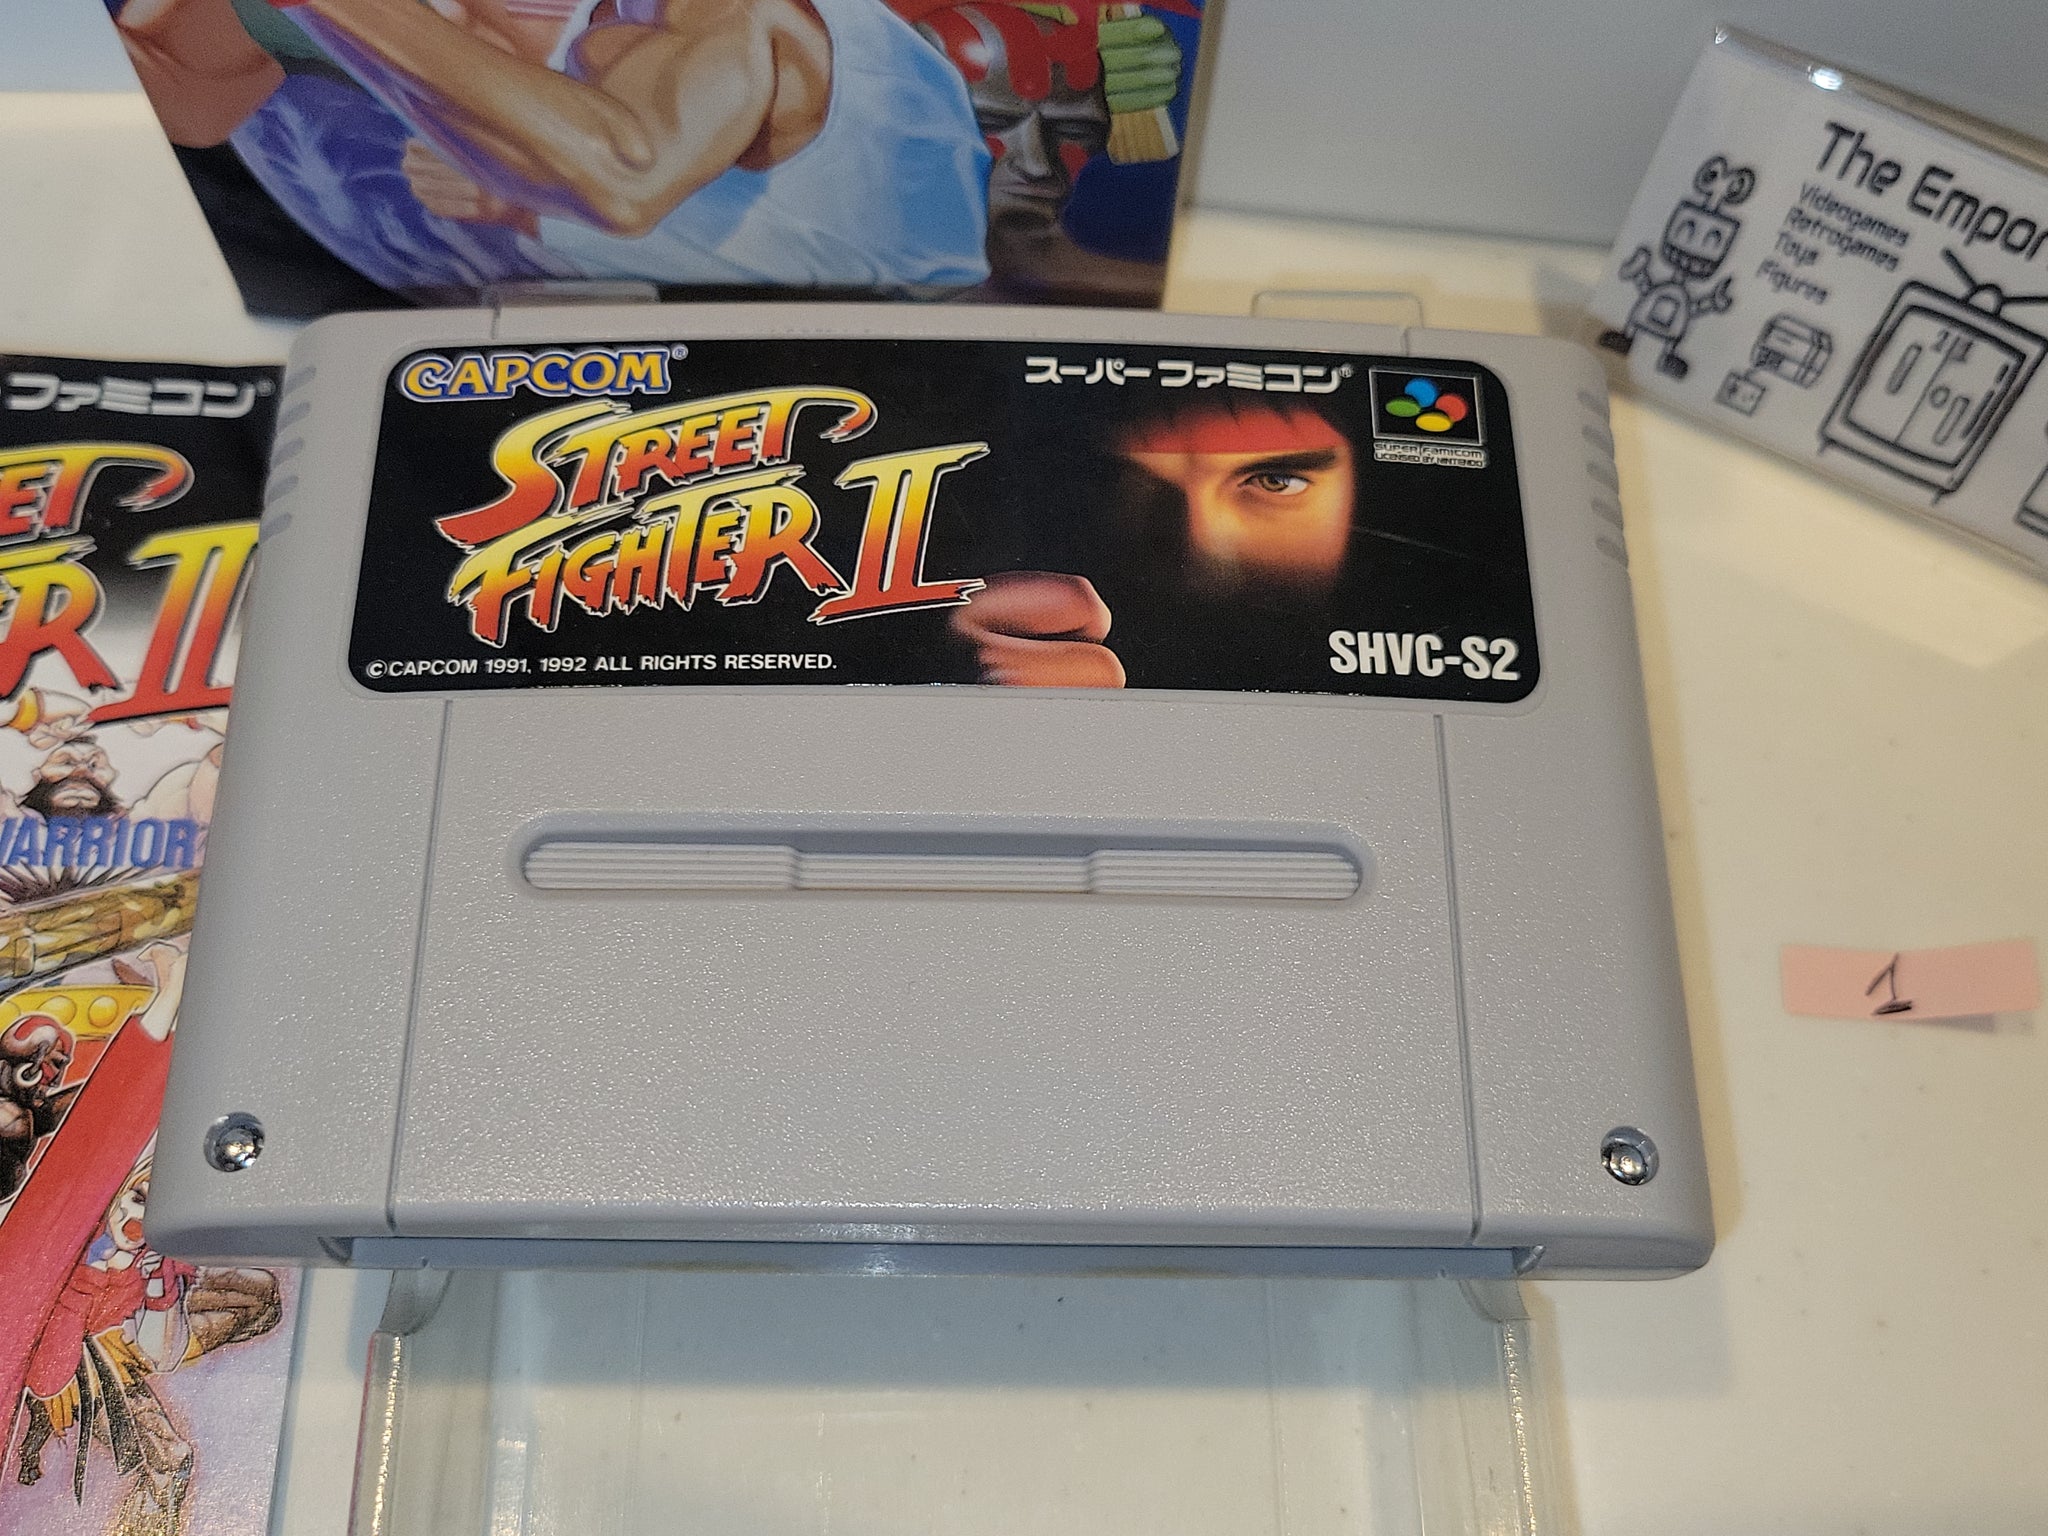 CAPCOM®
スーパーファミコン®
STREET
FIGHTER II
SUPER FAMICOM
LICENSED BY NINTENDO
©CAPCOM 1991, 1992 ALL RIGHTS RESERVED.
SHVC-S2
ファミコン®
II
WARRIOR
The Empor
Videogames
Retrogames
Toys
Figures
1